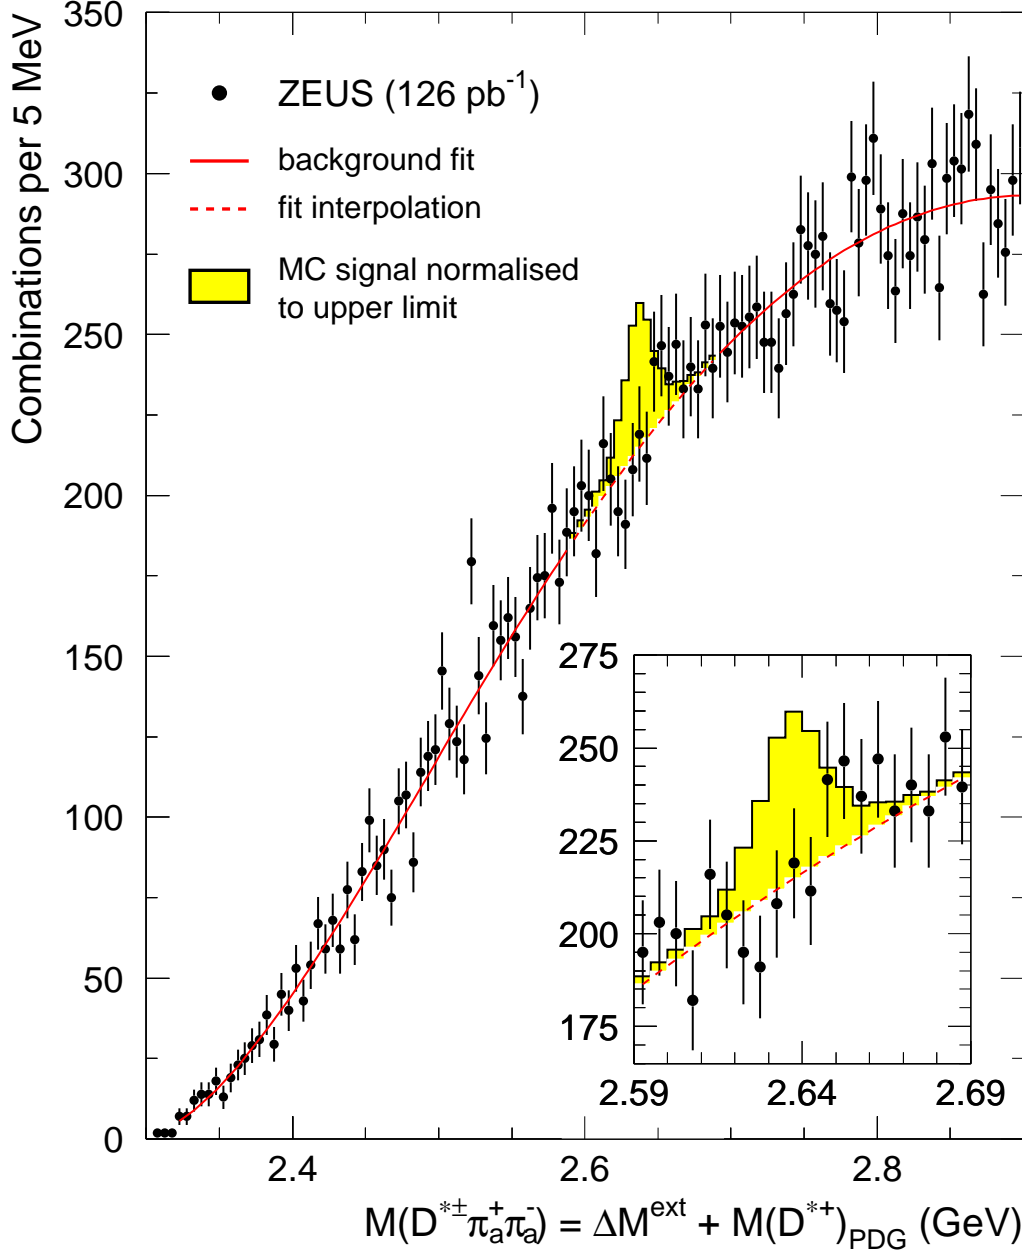 Combinations per 5 MeV
350
300
250
200
150
100
50
0
ZEUS (126 pb⁻¹)
background fit
fit interpolation
MC signal normalised
to upper limit
275
250
225
200
175
2.59 2.64 2.69
2.4 2.6 2.8
M(D*±πa⁺πa⁻) = ΔMᵉˣᵗ + M(D*⁺)PDG (GeV)